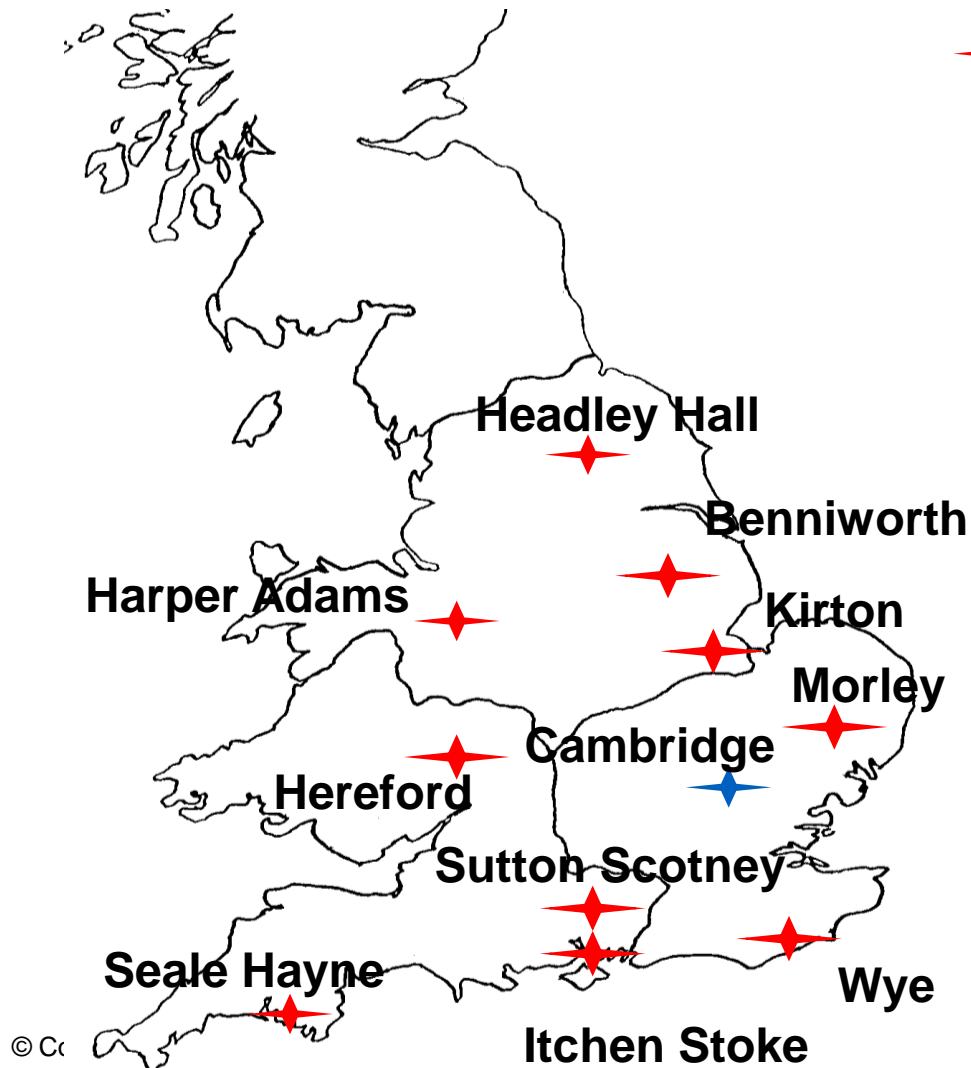 Headley Hall
Benniworth
Harper Adams
Kirton
Morley
Cambridge
Hereford
Sutton Scotney
Seale Hayne
Wye
Itchen Stoke
©